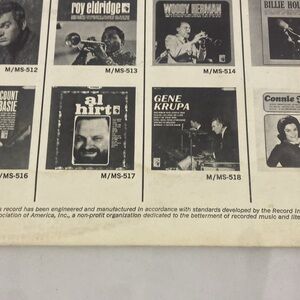 roy eldridge
WOODY HERMAN
BILLIE HOL
M/MS-512
M/MS-513
M/MS-514
COUNT
BASIE
al
hirt
GENE
KRUPA
Connie
M/MS-516
M/MS-517
M/MS-518
s record has been engineered and manufactured in accordance with standards developed by the Record In
ociation of America, Inc., a non-profit organization dedicated to the betterment of recorded music and lite